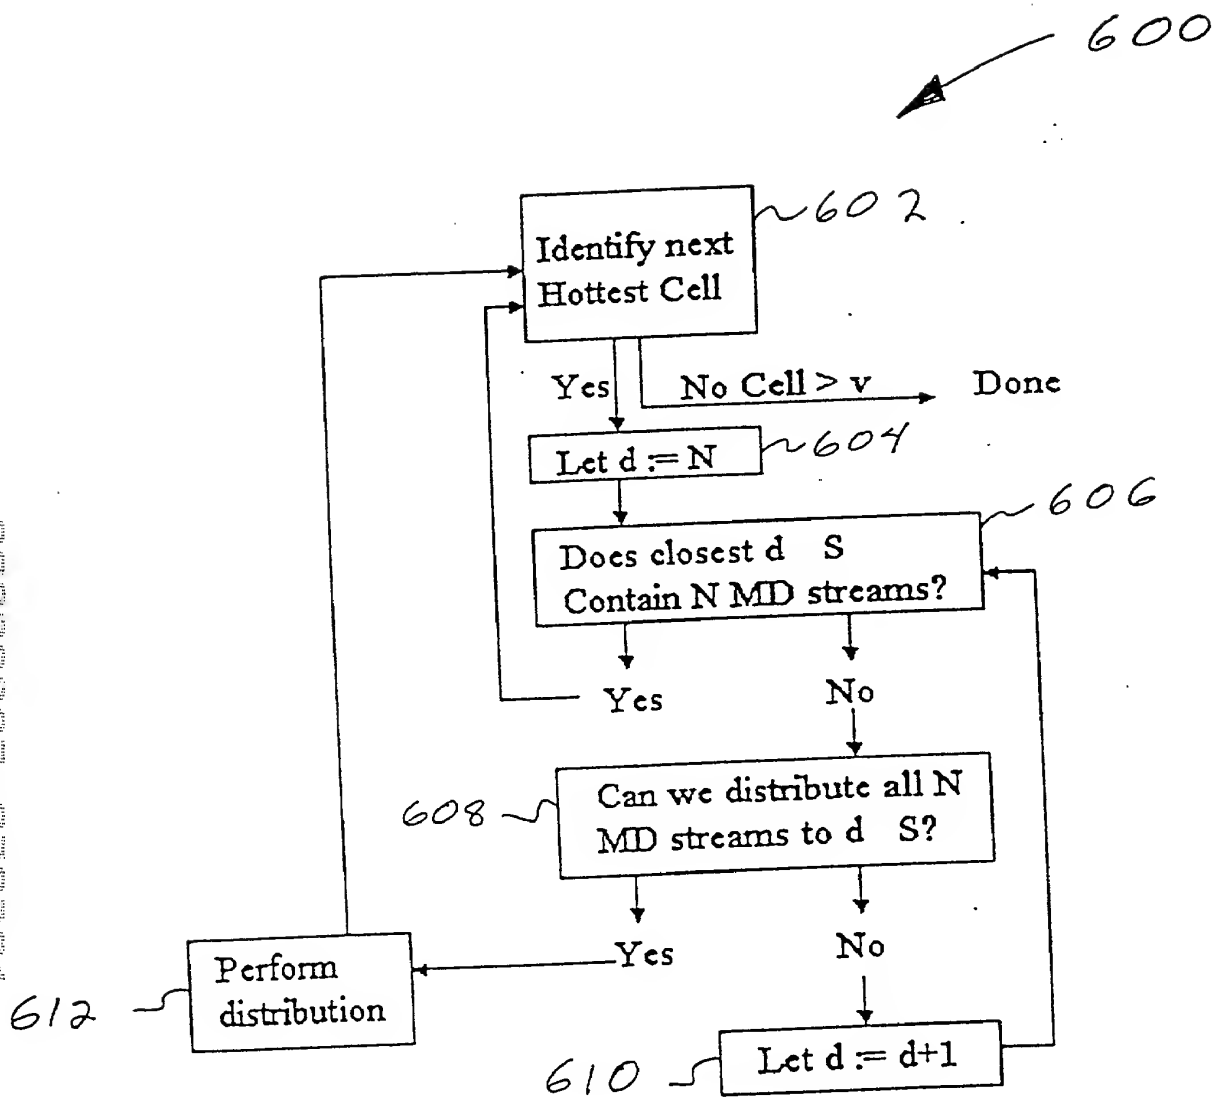 600
602
Identify next
Hottest Cell
Yes
No Cell > v
Done
604
Let d := N
606
Does closest d S
Contain N MD streams?
Yes
No
608
Can we distribute all N
MD streams to d S?
Yes
No
Perform
distribution
612
Let d := d+1
610